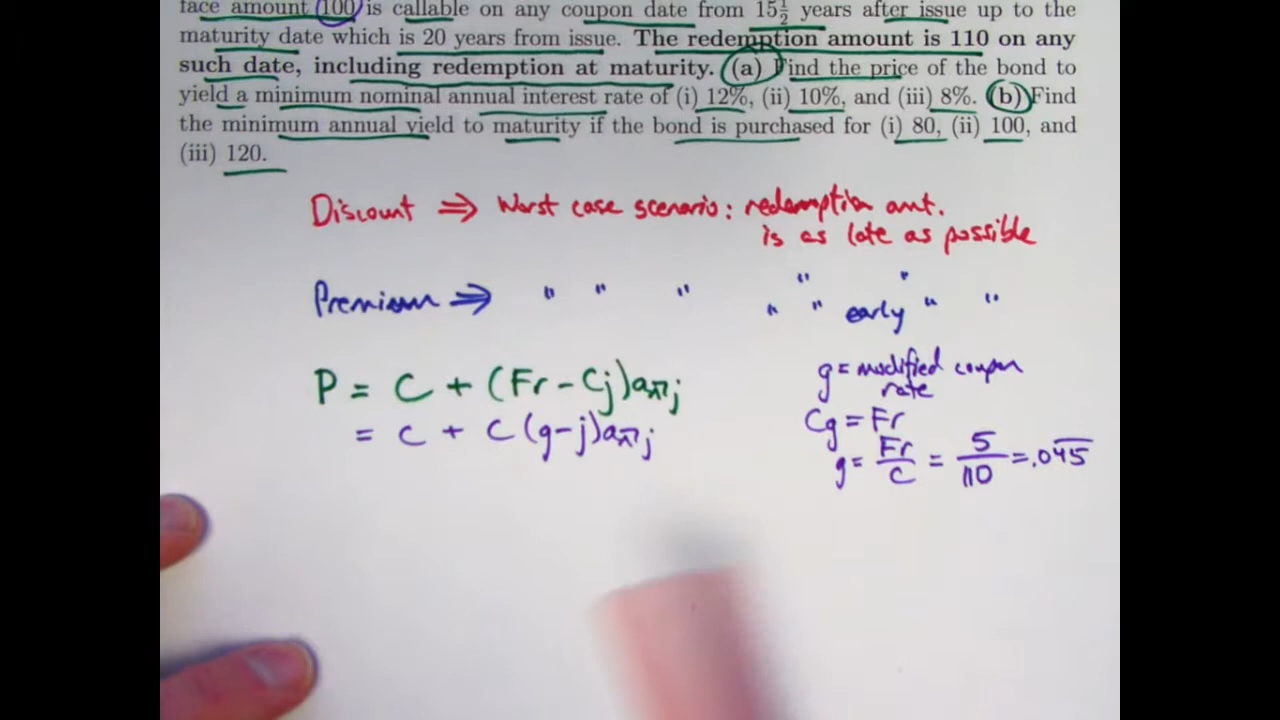 face amount 100 is callable on any coupon date from 15½ years after issue up to the
maturity date which is 20 years from issue. The redemption amount is 110 on any
such date, including redemption at maturity. (a) Find the price of the bond to
yield a minimum nominal annual interest rate of (i) 12%, (ii) 10%, and (iii) 8%. (b) Find
the minimum annual yield to maturity if the bond is purchased for (i) 80, (ii) 100, and
(iii) 120.
Discount ⇒ Worst case scenario: redemption amt.
is as late as possible
Premium ⇒ " " " " "
" " early " "
P = C + (Fr - Cj)a_n̅|j
= C + C(g-j)a_n̅|j
g = modified coupon
rate
Cg = Fr
g = Fr/C = 5/110 = .04̅5̅